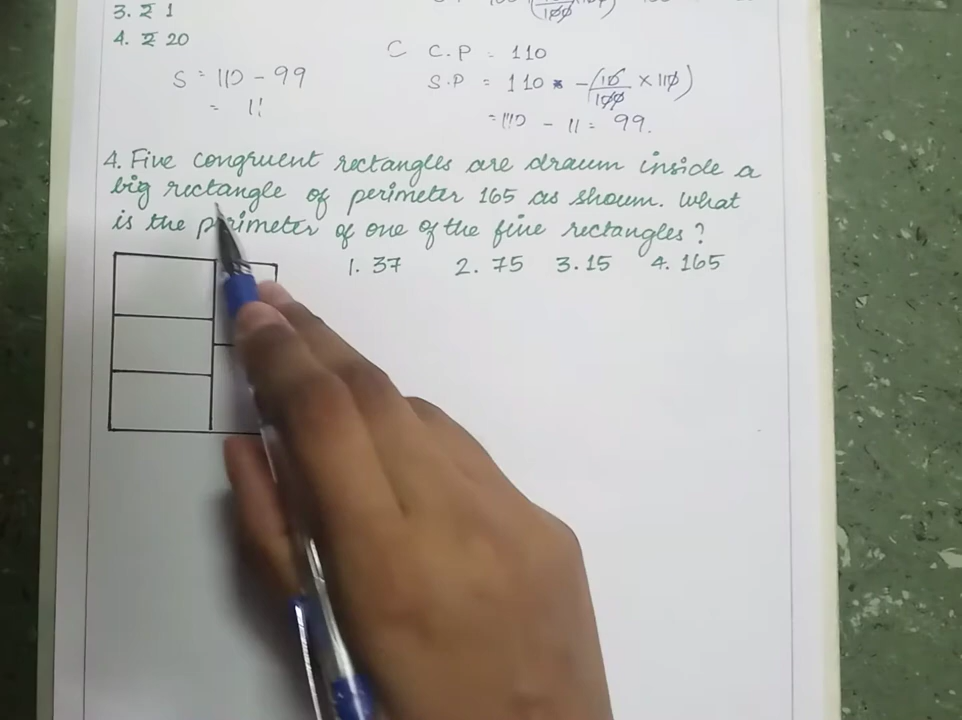 3. ₹ 1
4. ₹ 20
S = 110 - 99
= 11
C C.P = 110
S.P = 110 - (10/100 × 110)
= 110 - 11 = 99.
4. Five congruent rectangles are drawn inside a
big rectangle of perimeter 165 as shown. What
is the perimeter of one of the five rectangles?
1. 37 2. 75 3. 15 4. 165